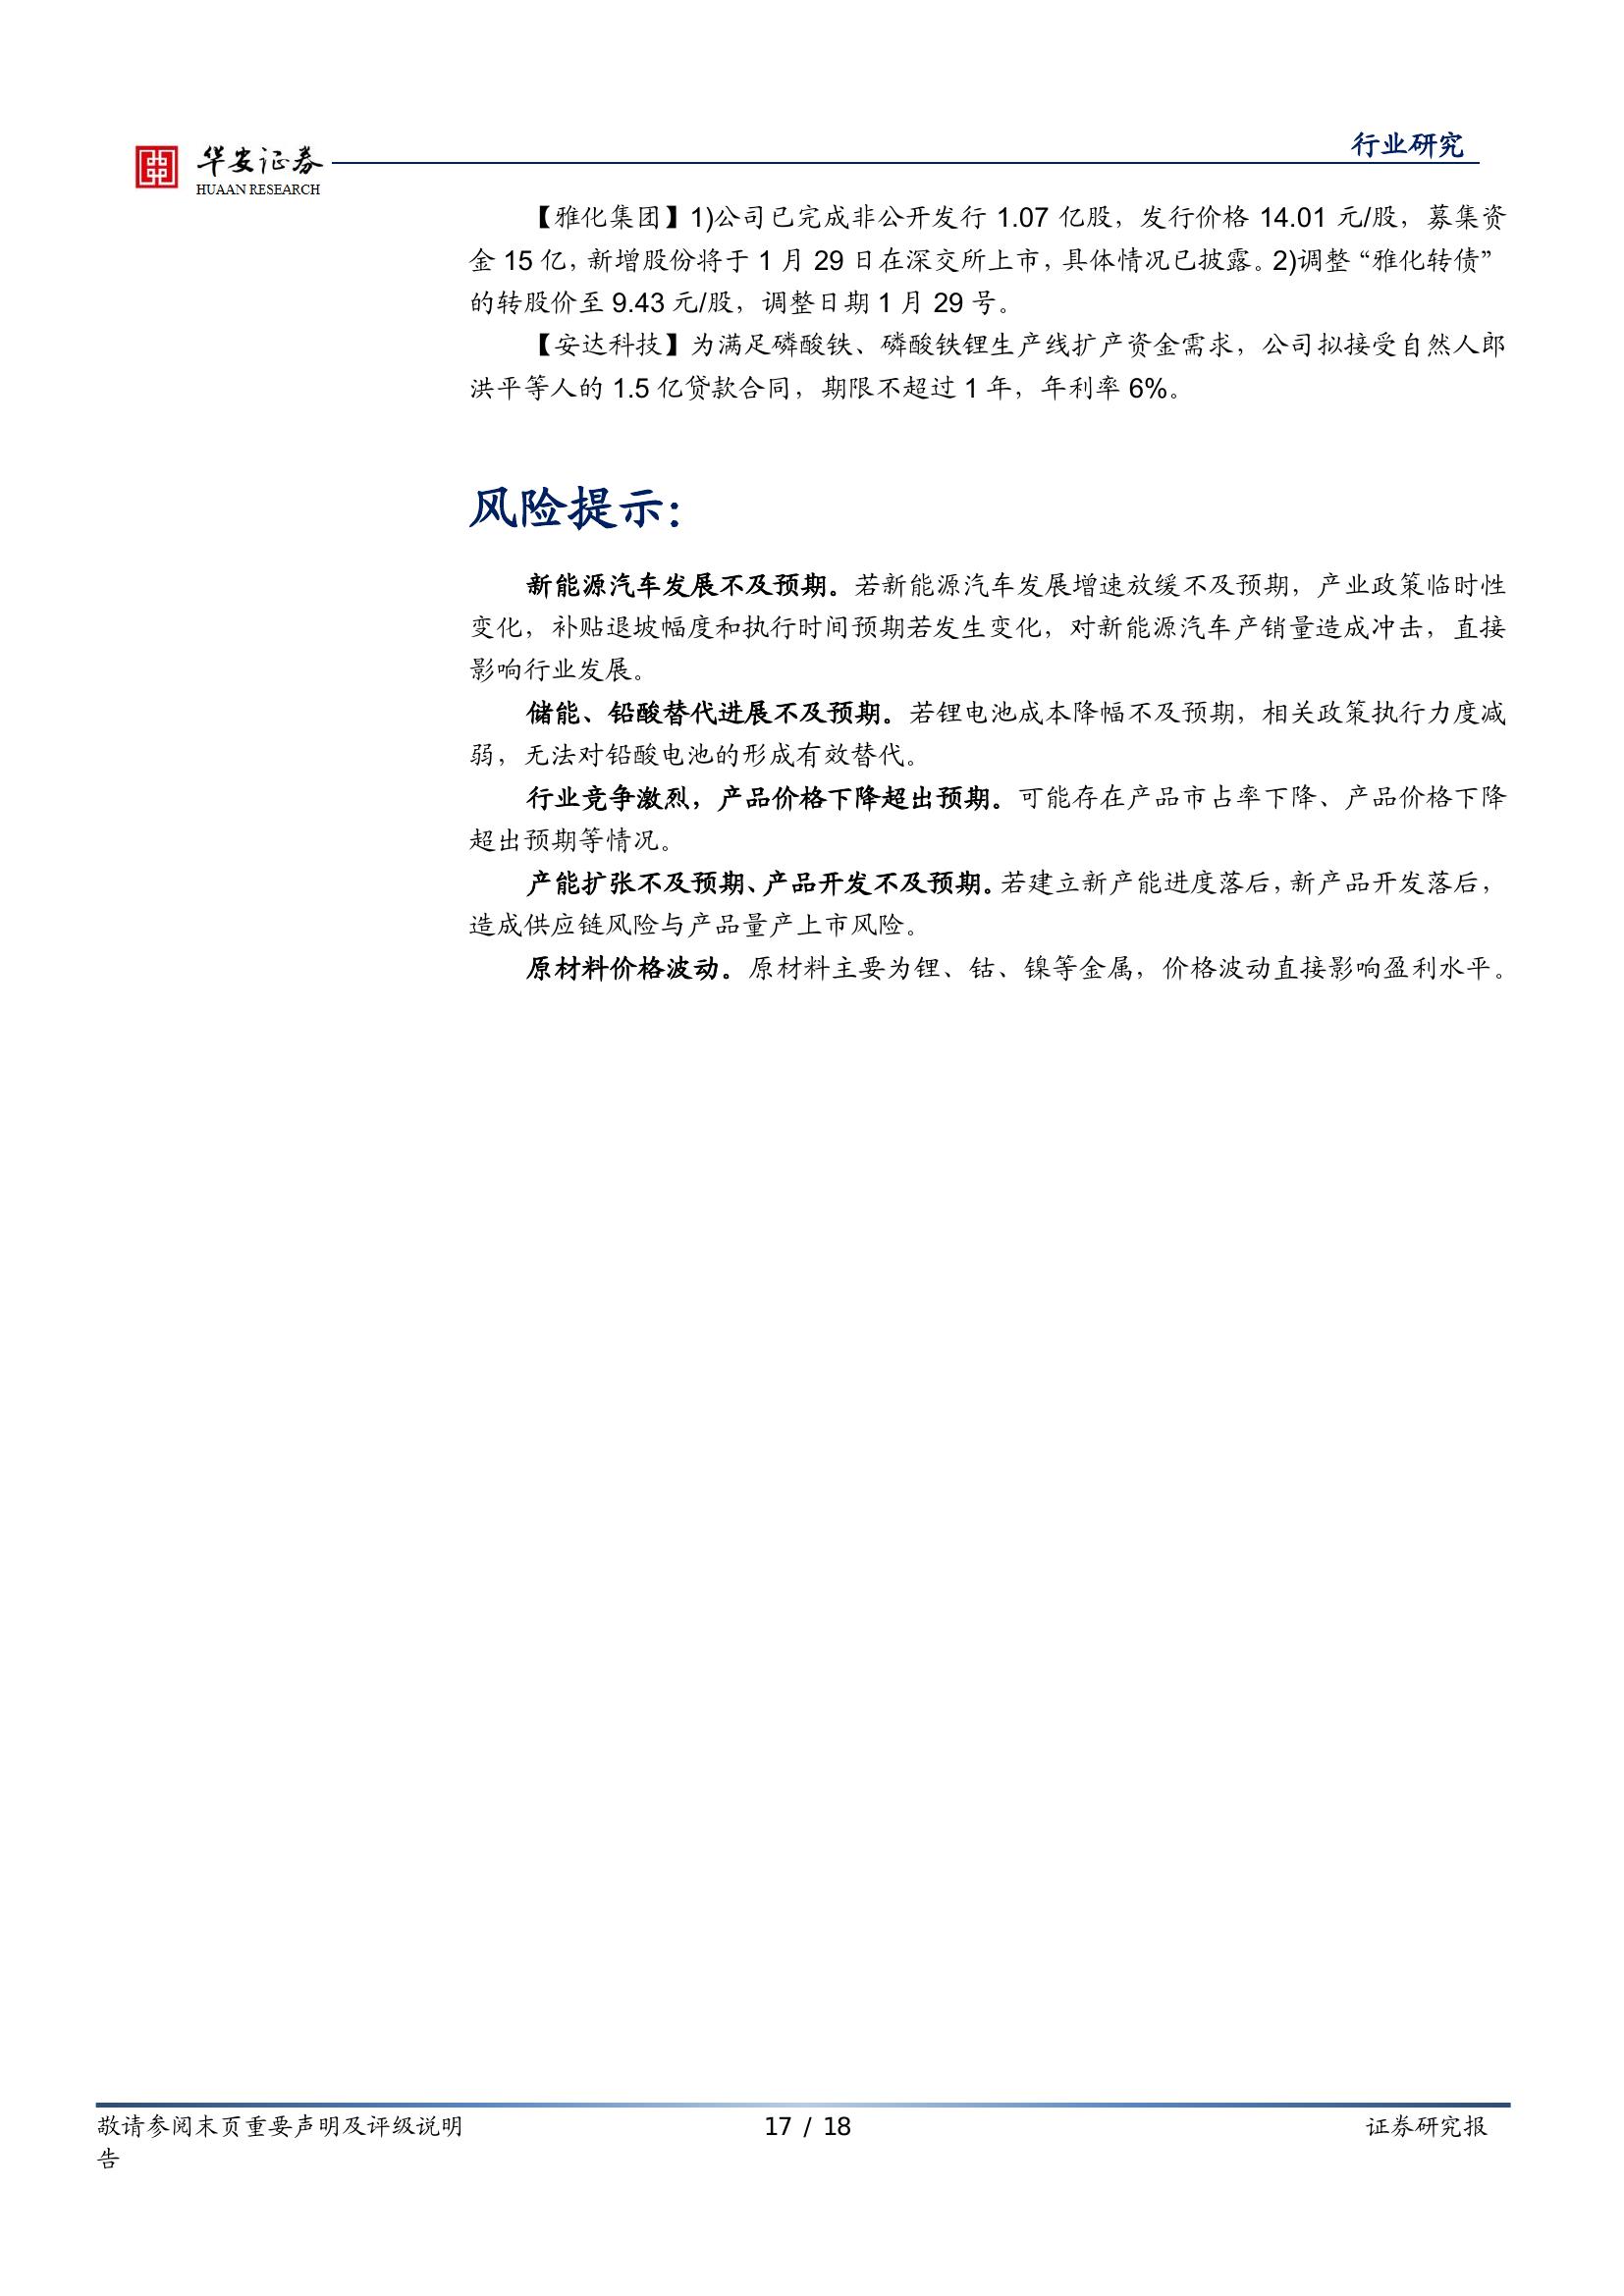 华安证券
HUAAN RESEARCH
行业研究
【雅化集团】1)公司已完成非公开发行 1.07 亿股，发行价格 14.01 元/股，募集资
金 15 亿，新增股份将于 1 月 29 日在深交所上市，具体情况已披露。2)调整“雅化转债”
的转股价至 9.43 元/股，调整日期 1 月 29 号。
【安达科技】为满足磷酸铁、磷酸铁锂生产线扩产资金需求，公司拟接受自然人郎
洪平等人的 1.5 亿贷款合同，期限不超过 1 年，年利率 6%。
风险提示：
新能源汽车发展不及预期。若新能源汽车发展增速放缓不及预期，产业政策临时性
变化，补贴退坡幅度和执行时间预期若发生变化，对新能源汽车产销量造成冲击，直接
影响行业发展。
储能、铅酸替代进展不及预期。若锂电池成本降幅不及预期，相关政策执行力度减
弱，无法对铅酸电池的形成有效替代。
行业竞争激烈，产品价格下降超出预期。可能存在产品市占率下降、产品价格下降
超出预期等情况。
产能扩张不及预期、产品开发不及预期。若建立新产能进度落后，新产品开发落后，
造成供应链风险与产品量产上市风险。
原材料价格波动。原材料主要为锂、钴、镍等金属，价格波动直接影响盈利水平。
敬请参阅末页重要声明及评级说明 17 / 18 证券研究报
告